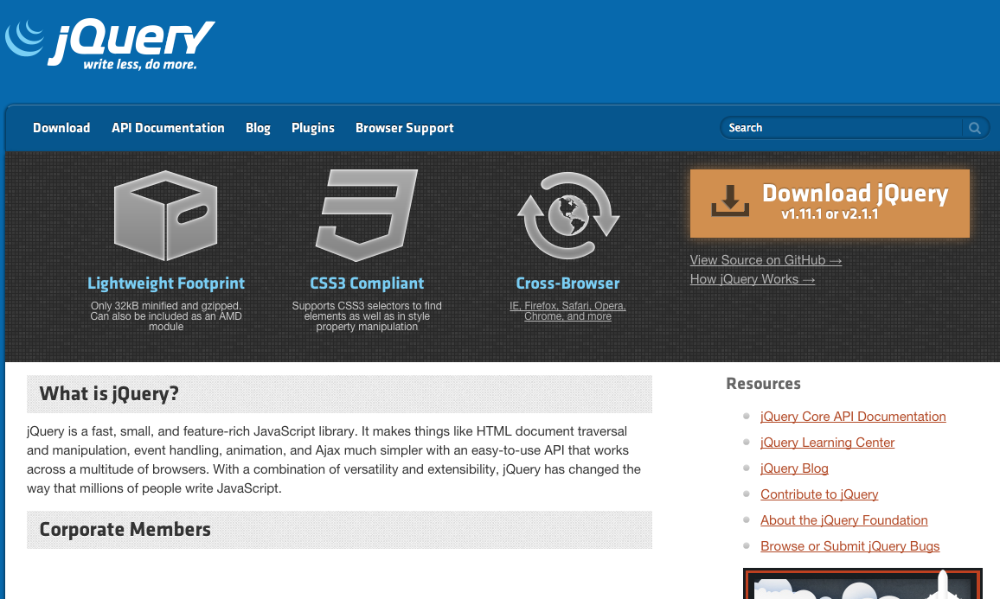 jQuery
write less, do more.
Download API Documentation Blog Plugins Browser Support Search
Lightweight Footprint
Only 32kB minified and gzipped.
Can also be included as an AMD
module
CSS3 Compliant
Supports CSS3 selectors to find
elements as well as in style
property manipulation
Cross-Browser
IE, Firefox, Safari, Opera,
Chrome, and more
Download jQuery
v1.11.1 or v2.1.1
View Source on GitHub →
How jQuery Works →
What is jQuery?
jQuery is a fast, small, and feature-rich JavaScript library. It makes things like HTML document traversal
and manipulation, event handling, animation, and Ajax much simpler with an easy-to-use API that works
across a multitude of browsers. With a combination of versatility and extensibility, jQuery has changed the
way that millions of people write JavaScript.
Corporate Members
Resources
jQuery Core API Documentation
jQuery Learning Center
jQuery Blog
Contribute to jQuery
About the jQuery Foundation
Browse or Submit jQuery Bugs